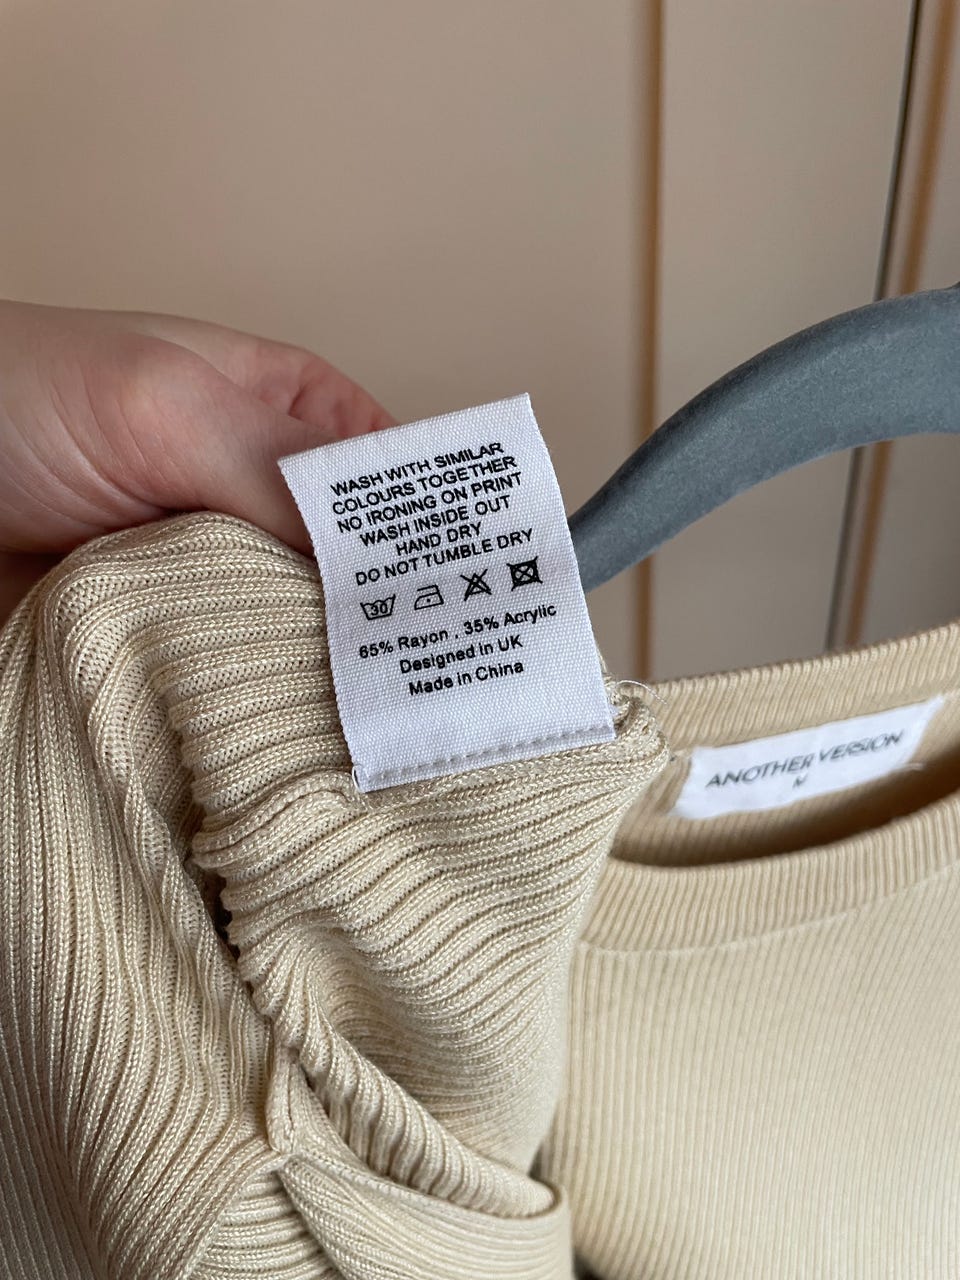 WASH WITH SIMILAR
COLOURS TOGETHER
NO IRONING ON PRINT
WASH INSIDE OUT
HAND DRY
DO NOT TUMBLE DRY
30
65% Rayon , 35% Acrylic
Designed in UK
Made in China
ANOTHER VERSION
M